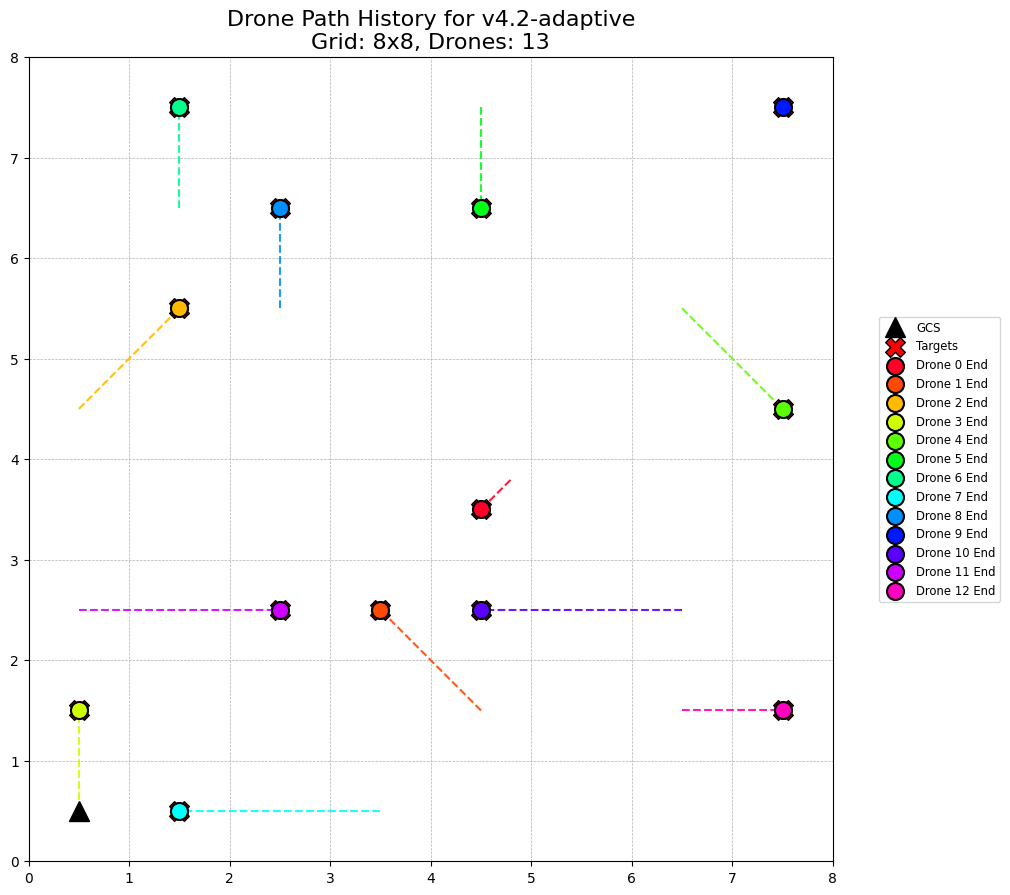 Drone Path History for v4.2-adaptive
Grid: 8x8, Drones: 13
8
7
6
5
4
3
2
1
0
0 1 2 3 4 5 6 7 8
GCS
Targets
Drone 0 End
Drone 1 End
Drone 2 End
Drone 3 End
Drone 4 End
Drone 5 End
Drone 6 End
Drone 7 End
Drone 8 End
Drone 9 End
Drone 10 End
Drone 11 End
Drone 12 End